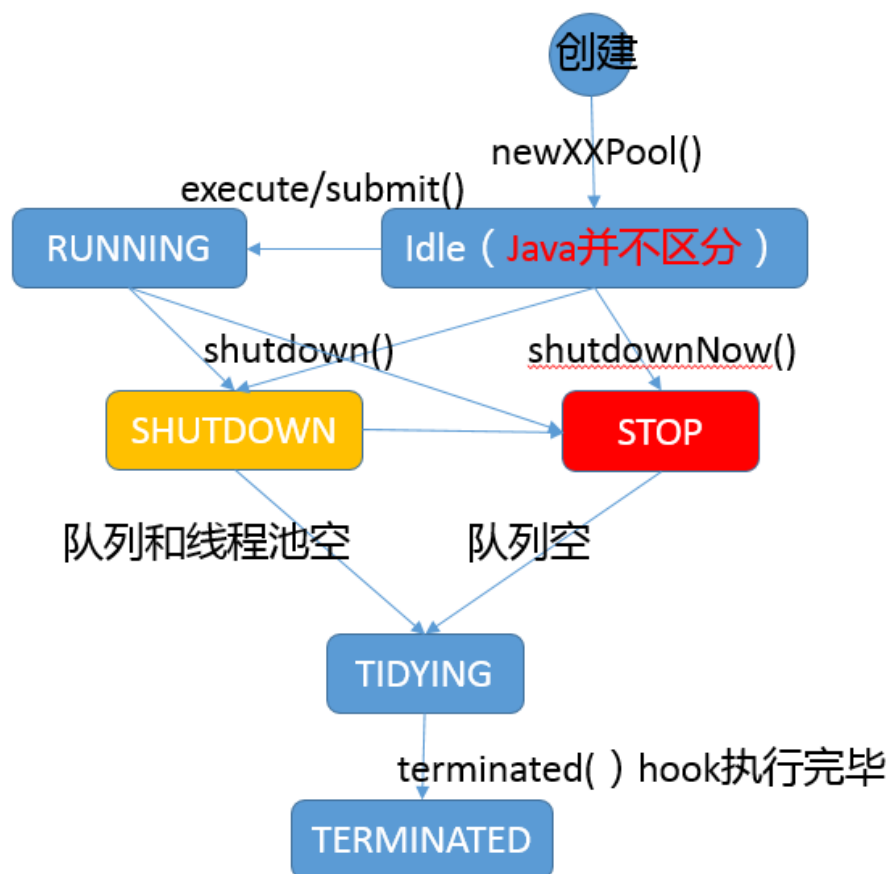 创建
newXXPool()
execute/submit()
RUNNING
Idle（Java并不区分）
shutdown()
shutdownNow()
SHUTDOWN
STOP
队列和线程池空
队列空
TIDYING
terminated( ) hook执行完毕
TERMINATED